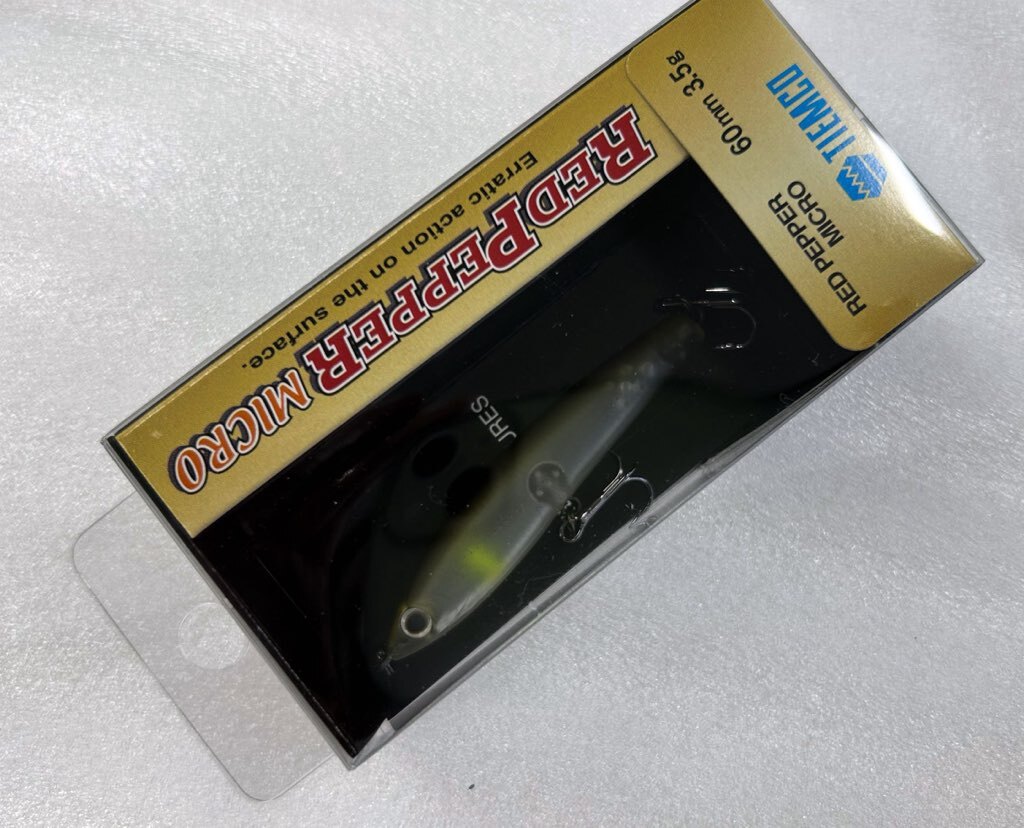 RED PEPPER MICRO
Erratic action on the surface.
RED PEPPER
MICRO
TIEMCO
60mm 3.5g